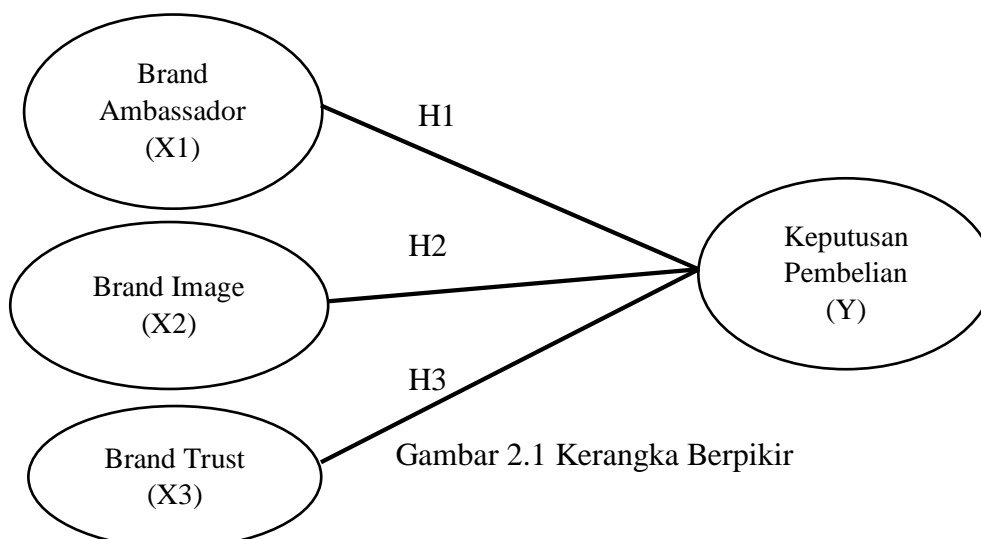 Brand
Ambassador
(X1)
H1
Brand Image
(X2)
H2
Keputusan
Pembelian
(Y)
Brand Trust
(X3)
H3
Gambar 2.1 Kerangka Berpikir